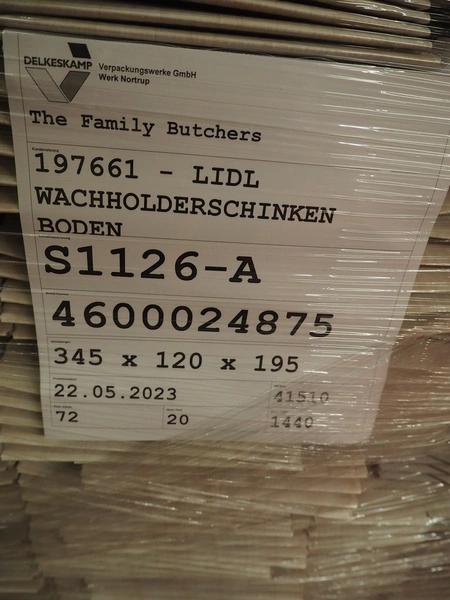 DELKESKAMP
Verpackungswerke GmbH
Werk Nortrup
The Family Butchers
197661 - LIDL
WACHHOLDERSCHINKEN
BODEN
S1126-A
4600024875
345 x 120 x 195
22.05.2023
41510
72
20
1440